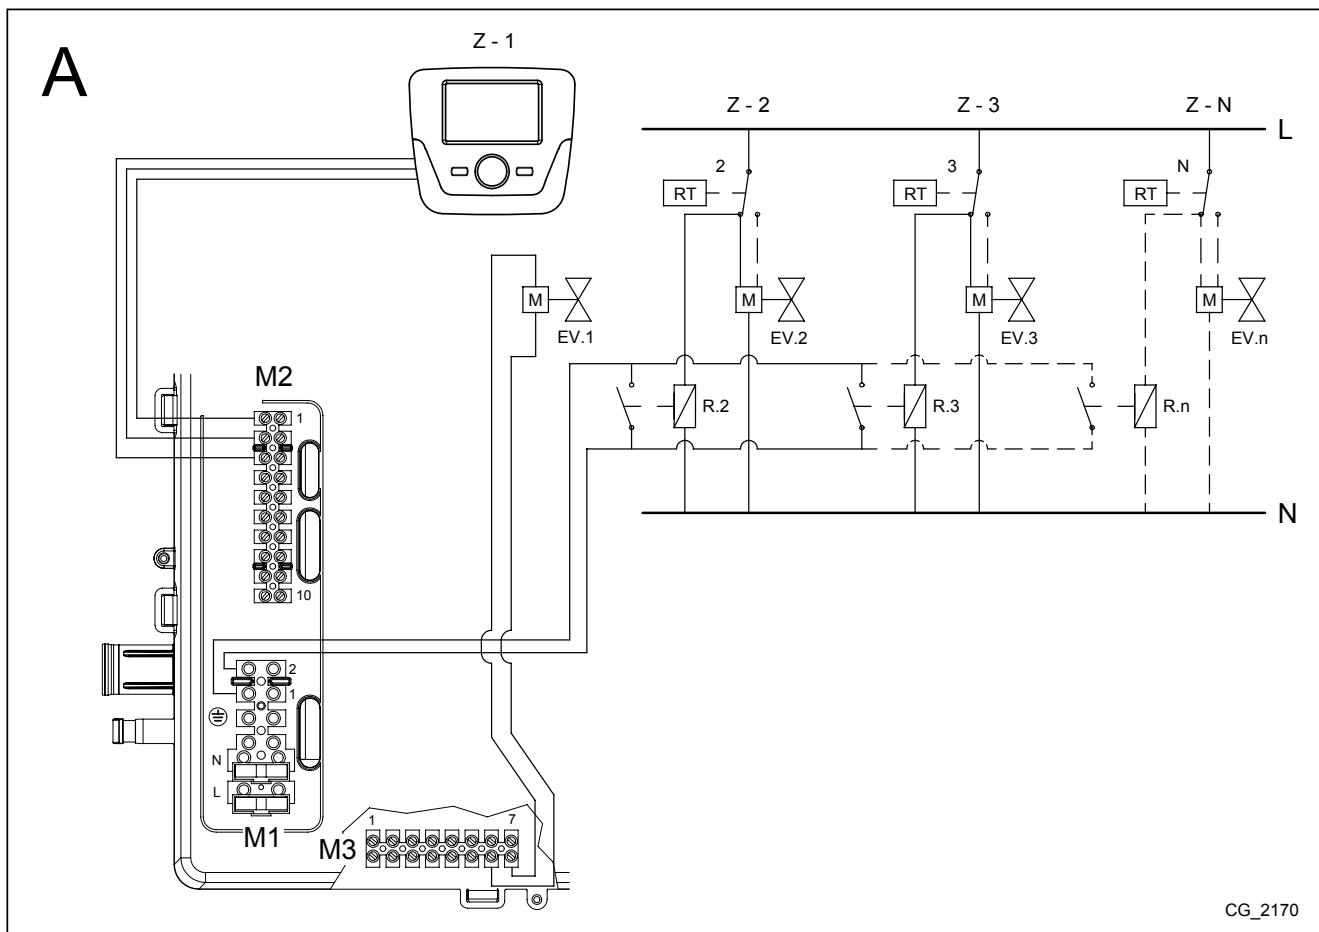 A
Z - 1
Z - 2 Z - 3 Z - N
L
2 3 N
RT RT RT
M M M M
EV.1 EV.2 EV.3 EV.n
M2
1
R.2 R.3 R.n
N
10
2
1
N
L
M1
1 7
M3
CG_2170